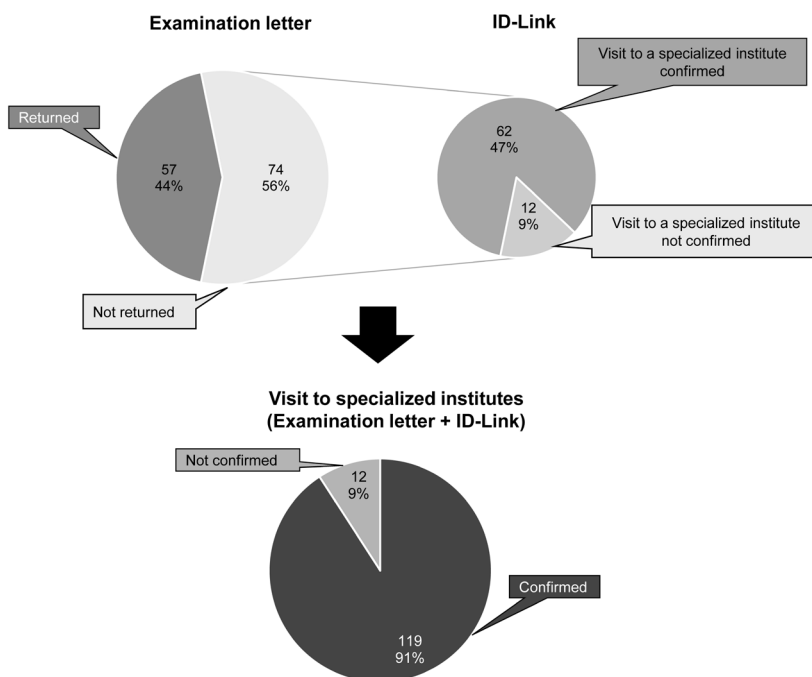 Examination letter
ID-Link
Visit to a specialized institute
confirmed
Returned
57
44%
74
56%
62
47%
12
9%
Visit to a specialized institute
not confirmed
Not returned
Visit to specialized institutes
(Examination letter + ID-Link)
Not confirmed
12
9%
Confirmed
119
91%